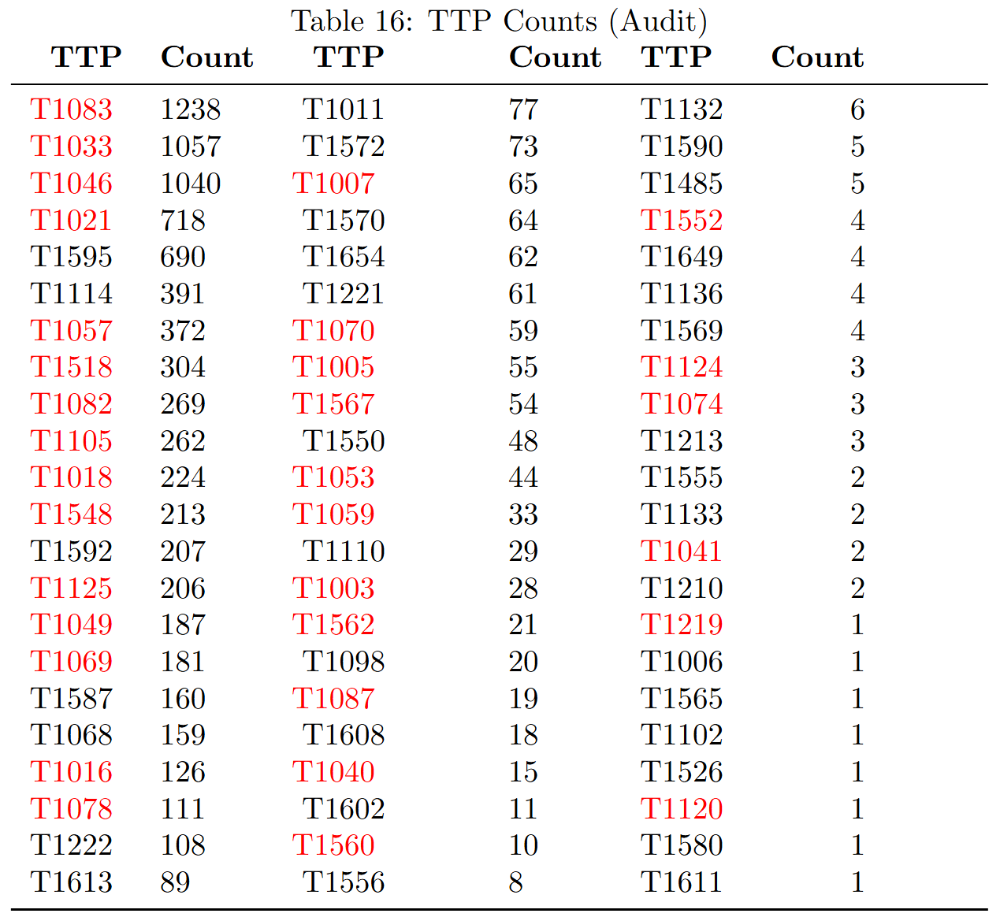 Table 16: TTP Counts (Audit)
TTP Count TTP Count TTP Count
T1083 1238 T1011 77 T1132 6
T1033 1057 T1572 73 T1590 5
T1046 1040 T1007 65 T1485 5
T1021 718 T1570 64 T1552 4
T1595 690 T1654 62 T1649 4
T1114 391 T1221 61 T1136 4
T1057 372 T1070 59 T1569 4
T1518 304 T1005 55 T1124 3
T1082 269 T1567 54 T1074 3
T1105 262 T1550 48 T1213 3
T1018 224 T1053 44 T1555 2
T1548 213 T1059 33 T1133 2
T1592 207 T1110 29 T1041 2
T1125 206 T1003 28 T1210 2
T1049 187 T1562 21 T1219 1
T1069 181 T1098 20 T1006 1
T1587 160 T1087 19 T1565 1
T1068 159 T1608 18 T1102 1
T1016 126 T1040 15 T1526 1
T1078 111 T1602 11 T1120 1
T1222 108 T1560 10 T1580 1
T1613 89 T1556 8 T1611 1